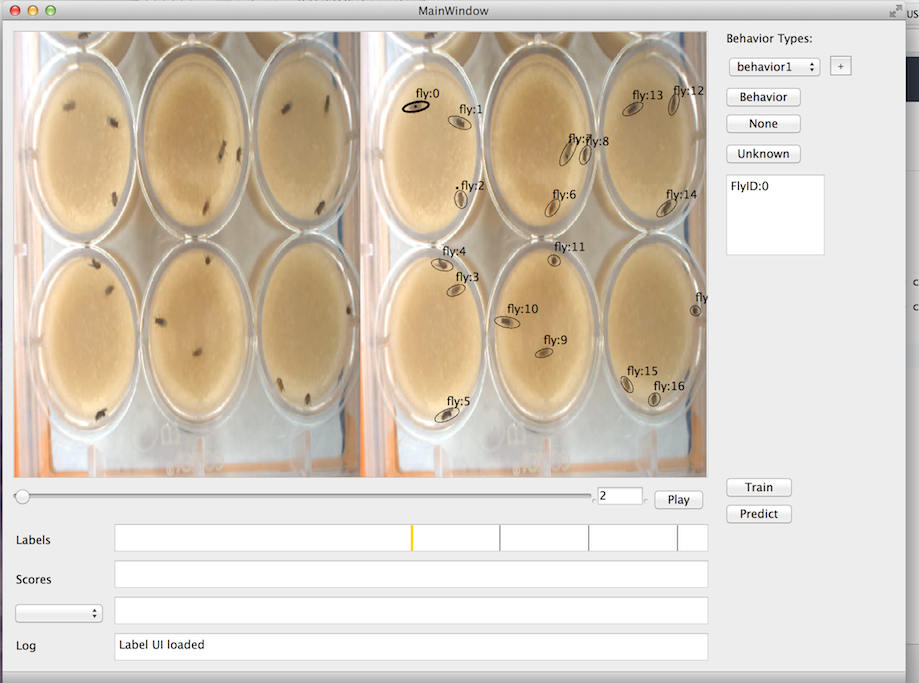 MainWindow
US
Behavior Types:
behavior1
+
Behavior
None
Unknown
FlyID:0
fly:0
fly:1
fly:13
fly:12
fly:8
fly:2
fly:6
fly:14
fly:4
fly:11
fly:3
fly
fly:10
fly:9
fly:15
fly:16
fly:5
2
Play
Train
Predict
Labels
Scores
Log
Label UI loaded